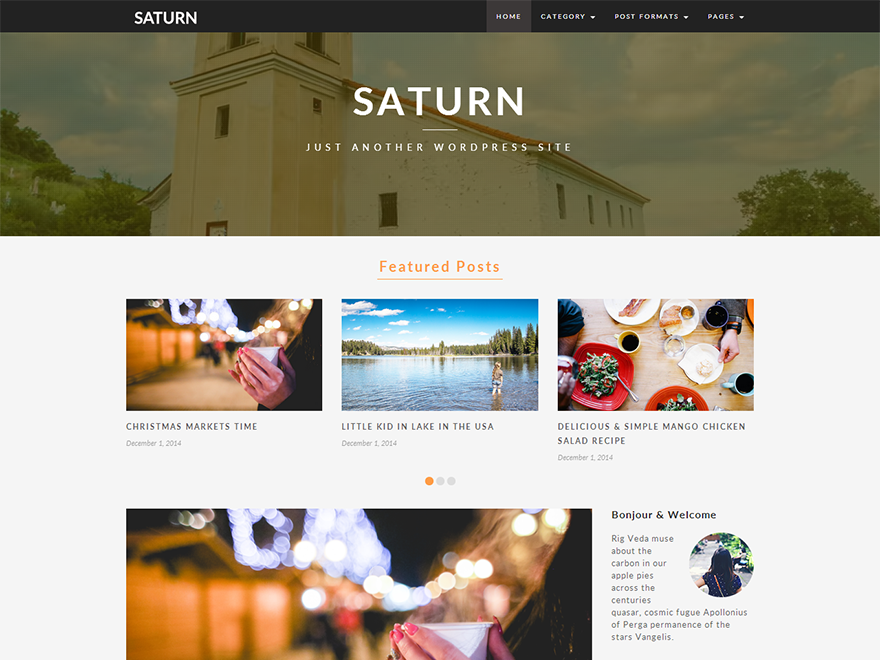 SATURN
HOME CATEGORY POST FORMATS PAGES
SATURN
JUST ANOTHER WORDPRESS SITE
Featured Posts
CHRISTMAS MARKETS TIME
December 1, 2014
LITTLE KID IN LAKE IN THE USA
December 1, 2014
DELICIOUS & SIMPLE MANGO CHICKEN
SALAD RECIPE
December 1, 2014
Bonjour & Welcome
Rig Veda muse
about the
carbon in our
apple pies
across the
centuries
quasar, cosmic fugue Apollonius
of Perga permanence of the
stars Vangelis.